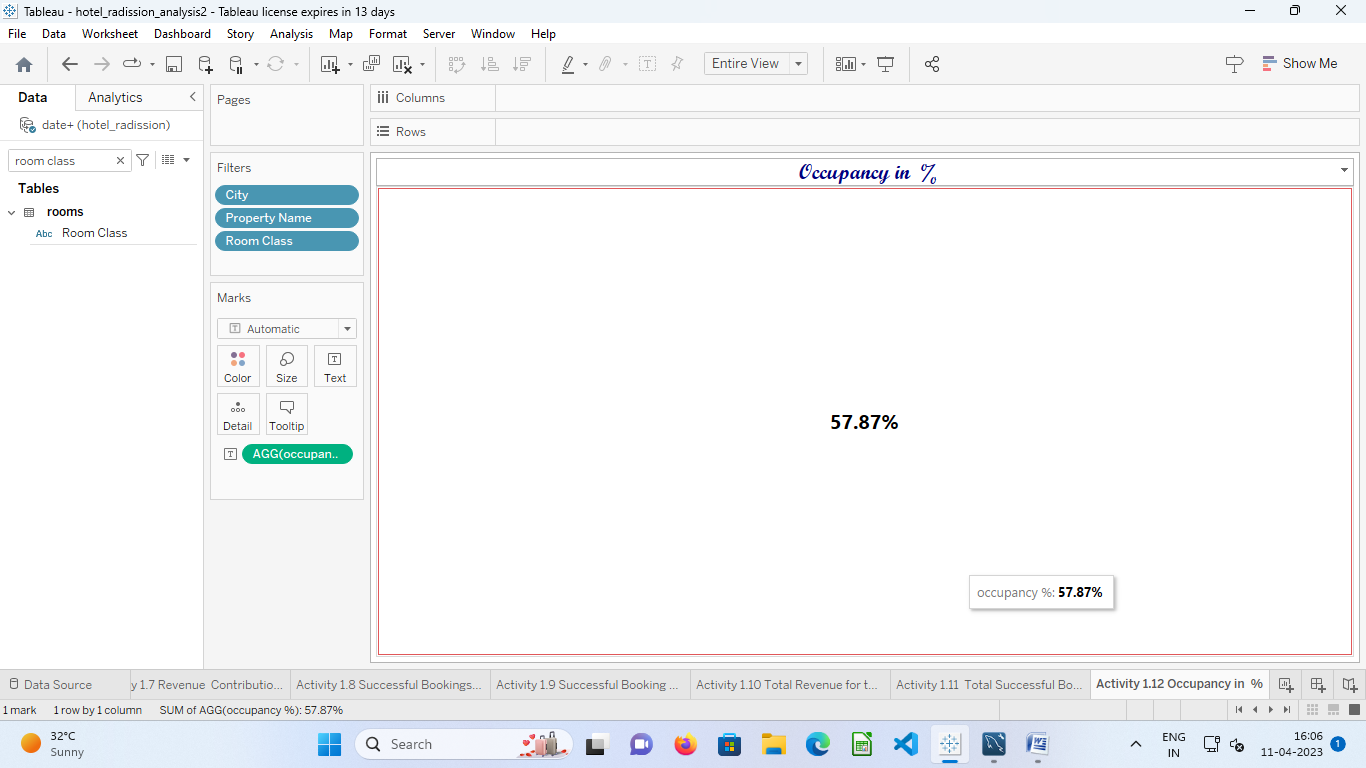 Tableau - hotel_radission_analysis2 - Tableau license expires in 13 days
File Data Worksheet Dashboard Story Analysis Map Format Server Window Help
Entire View
Show Me
Data Analytics
Pages
Columns
date+ (hotel_radission)
Rows
room class
Filters
Occupancy in %
Tables
City
rooms
Property Name
Abc Room Class
Room Class
Marks
T Automatic
Color Size Text
Detail Tooltip
57.87%
T AGG(occupan..
occupancy %: 57.87%
Data Source
y 1.7 Revenue Contributio...
Activity 1.8 Successful Bookings...
Activity 1.9 Successful Booking ...
Activity 1.10 Total Revenue for t...
Activity 1.11 Total Successful Bo...
Activity 1.12 Occupancy in %
1 mark 1 row by 1 column SUM of AGG(occupancy %): 57.87%
32°C
Sunny
Search
ENG
IN
16:06
11-04-2023
1